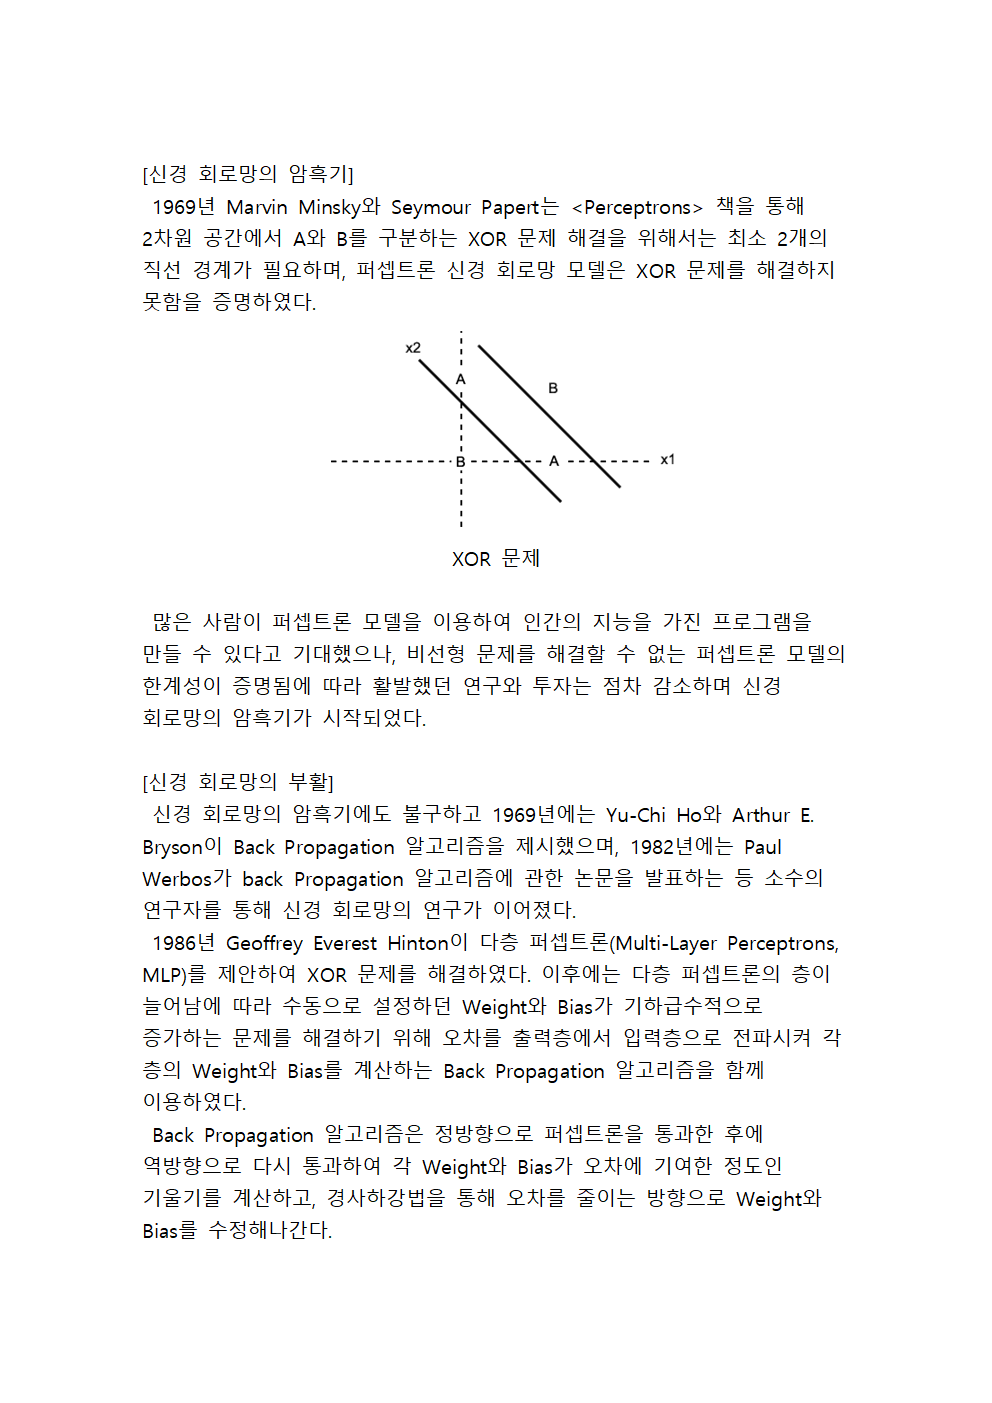 [신경 회로망의 암흑기]
1969년 Marvin Minsky와 Seymour Papert는 <Perceptrons> 책을 통해
2차원 공간에서 A와 B를 구분하는 XOR 문제 해결을 위해서는 최소 2개의
직선 경계가 필요하며, 퍼셉트론 신경 회로망 모델은 XOR 문제를 해결하지
못함을 증명하였다.
x2
A
B
B
A
x1
XOR 문제
많은 사람이 퍼셉트론 모델을 이용하여 인간의 지능을 가진 프로그램을
만들 수 있다고 기대했으나, 비선형 문제를 해결할 수 없는 퍼셉트론 모델의
한계성이 증명됨에 따라 활발했던 연구와 투자는 점차 감소하며 신경
회로망의 암흑기가 시작되었다.
[신경 회로망의 부활]
신경 회로망의 암흑기에도 불구하고 1969년에는 Yu-Chi Ho와 Arthur E.
Bryson이 Back Propagation 알고리즘을 제시했으며, 1982년에는 Paul
Werbos가 back Propagation 알고리즘에 관한 논문을 발표하는 등 소수의
연구자를 통해 신경 회로망의 연구가 이어졌다.
1986년 Geoffrey Everest Hinton이 다층 퍼셉트론(Multi-Layer Perceptrons,
MLP)를 제안하여 XOR 문제를 해결하였다. 이후에는 다층 퍼셉트론의 층이
늘어남에 따라 수동으로 설정하던 Weight와 Bias가 기하급수적으로
증가하는 문제를 해결하기 위해 오차를 출력층에서 입력층으로 전파시켜 각
층의 Weight와 Bias를 계산하는 Back Propagation 알고리즘을 함께
이용하였다.
Back Propagation 알고리즘은 정방향으로 퍼셉트론을 통과한 후에
역방향으로 다시 통과하여 각 Weight와 Bias가 오차에 기여한 정도인
기울기를 계산하고, 경사하강법을 통해 오차를 줄이는 방향으로 Weight와
Bias를 수정해나간다.